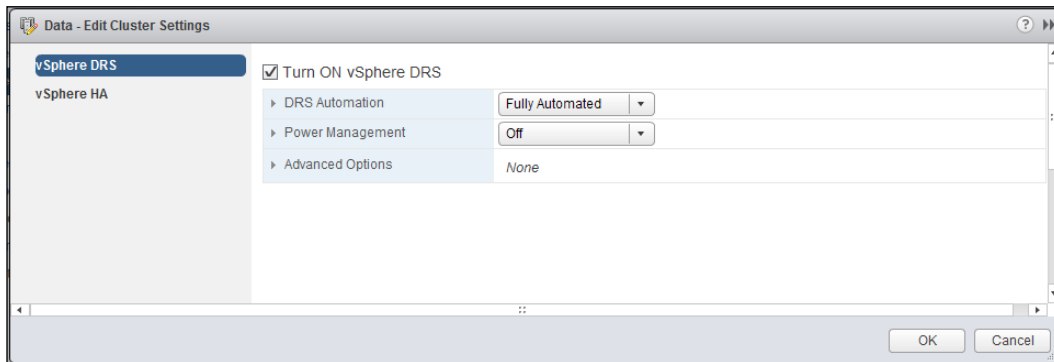 Data - Edit Cluster Settings
?
vSphere DRS
vSphere HA
Turn ON vSphere DRS
DRS Automation Fully Automated
Power Management Off
Advanced Options None
OK Cancel